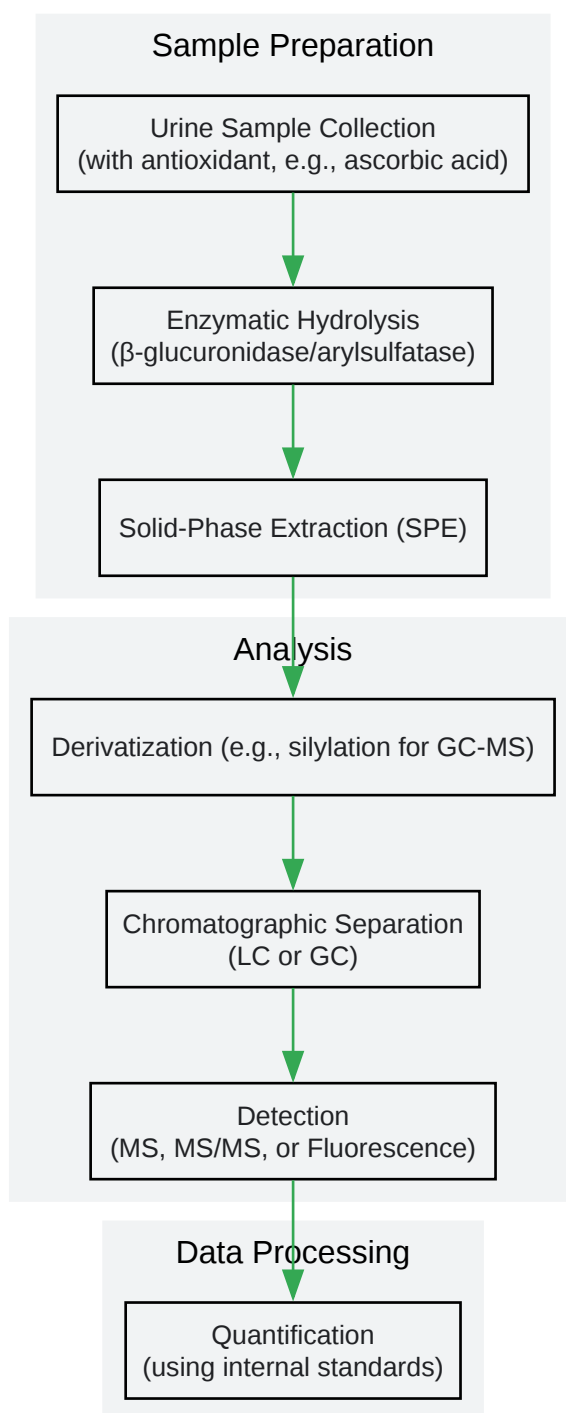 Sample Preparation
Urine Sample Collection
(with antioxidant, e.g., ascorbic acid)
Enzymatic Hydrolysis
(β-glucuronidase/arylsulfatase)
Solid-Phase Extraction (SPE)
Analysis
Derivatization (e.g., silylation for GC-MS)
Chromatographic Separation
(LC or GC)
Detection
(MS, MS/MS, or Fluorescence)
Data Processing
Quantification
(using internal standards)